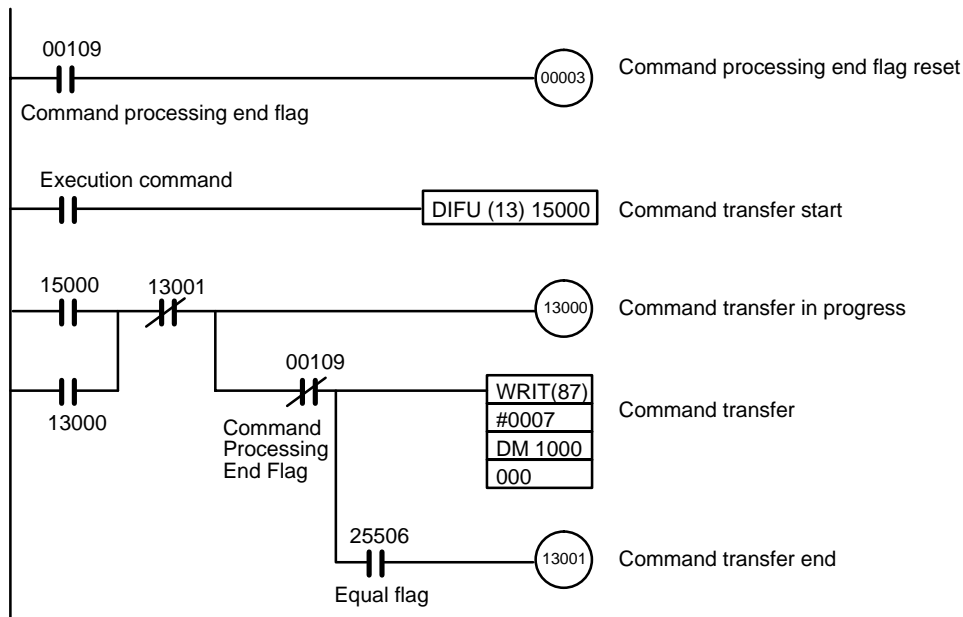 00109
00003
Command processing end flag reset
Command processing end flag
Execution command
DIFU (13) 15000
Command transfer start
15000
13001
13000
Command transfer in progress
13000
00109
Command
Processing
End Flag
WRIT(87)
#0007
DM 1000
000
Command transfer
25506
Equal flag
13001
Command transfer end